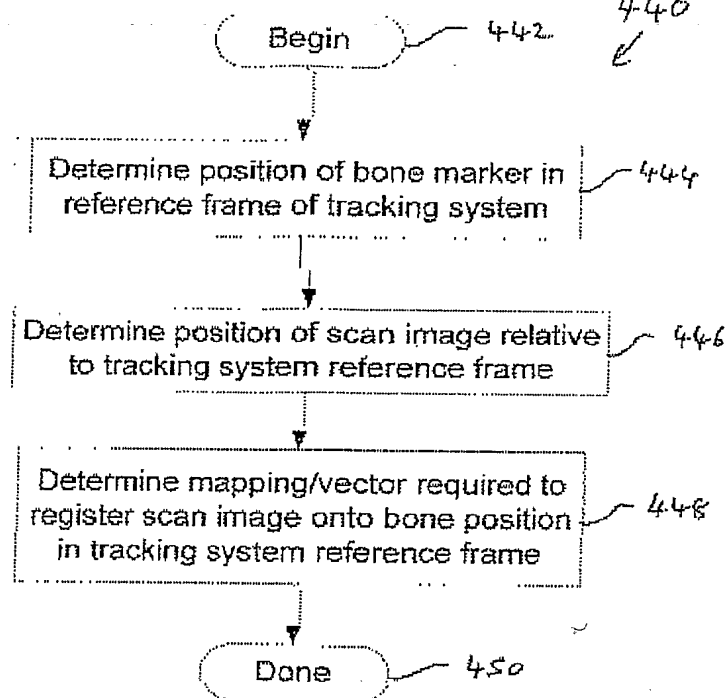 440
Begin
442
Determine position of bone marker in
reference frame of tracking system
444
Determine position of scan image relative
to tracking system reference frame
446
Determine mapping/vector required to
register scan image onto bone position
in tracking system reference frame
448
Done
450